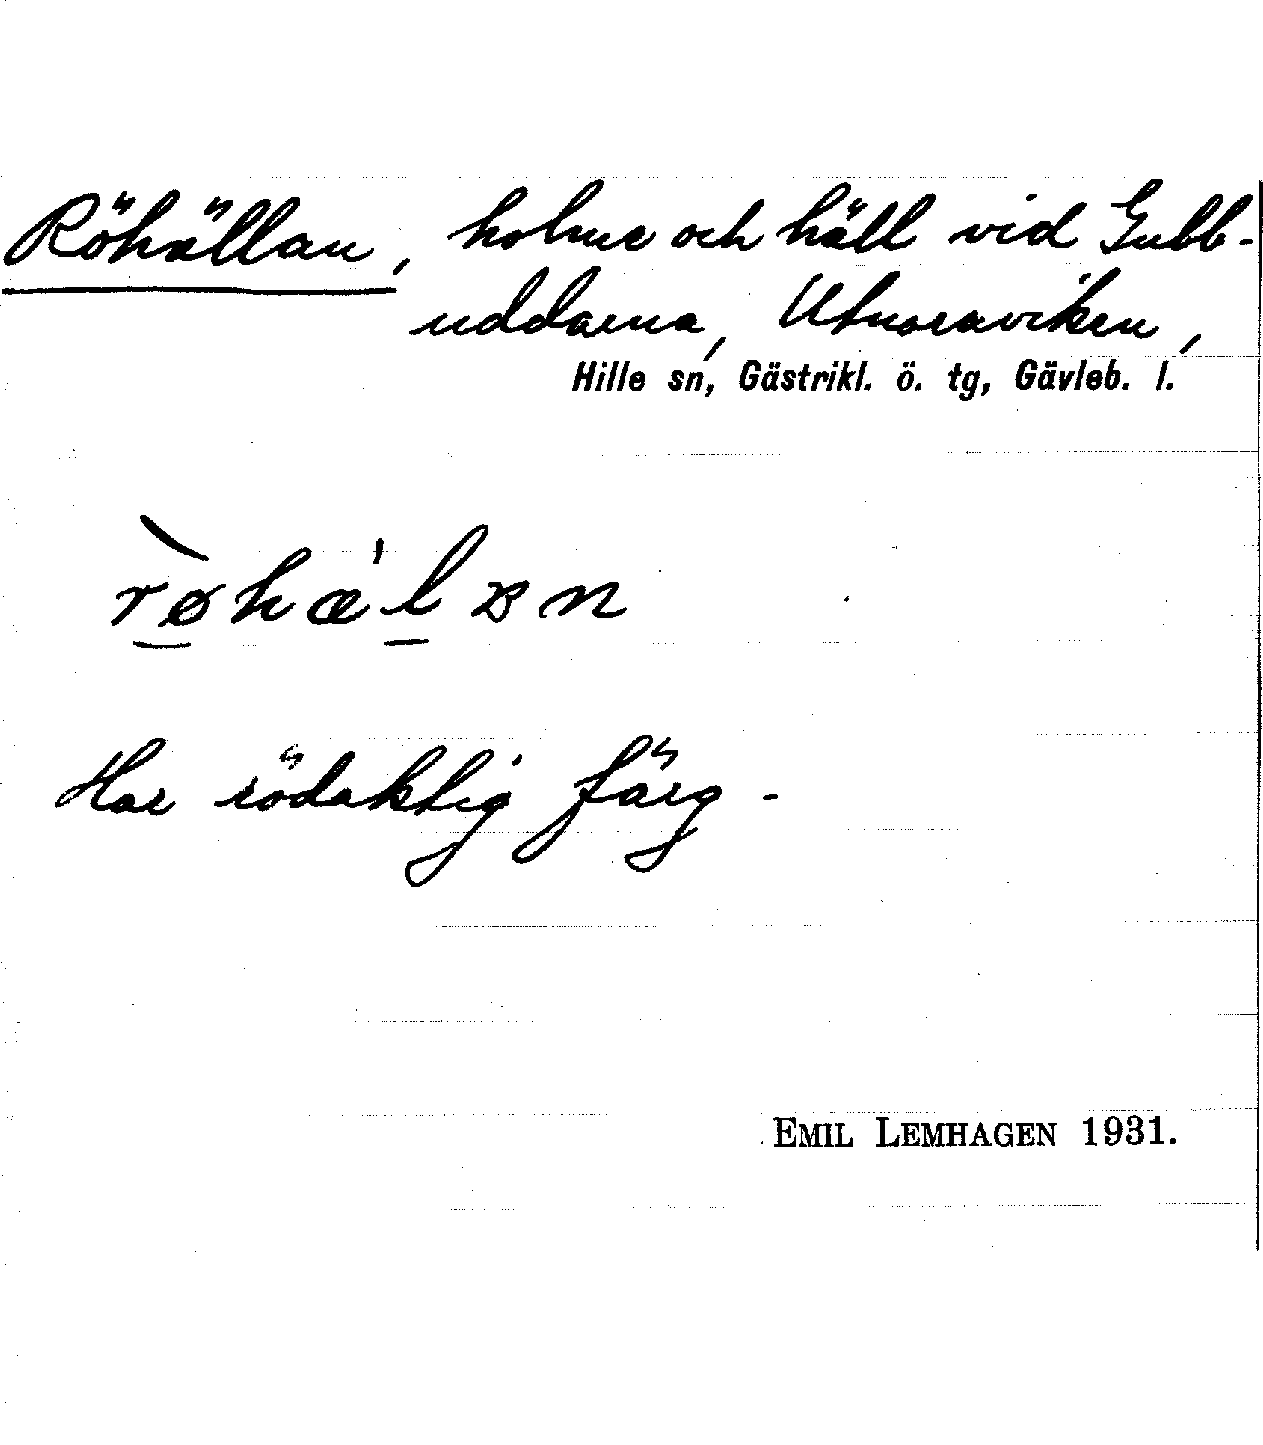 Röhällan, holme och häll vid Gubb-
uddarna, Utnoraviken,
Hille sn, Gästrikl. ö. tg, Gävleb. l.
Har rödaktig färg.
EMIL LEMHAGEN 1931.